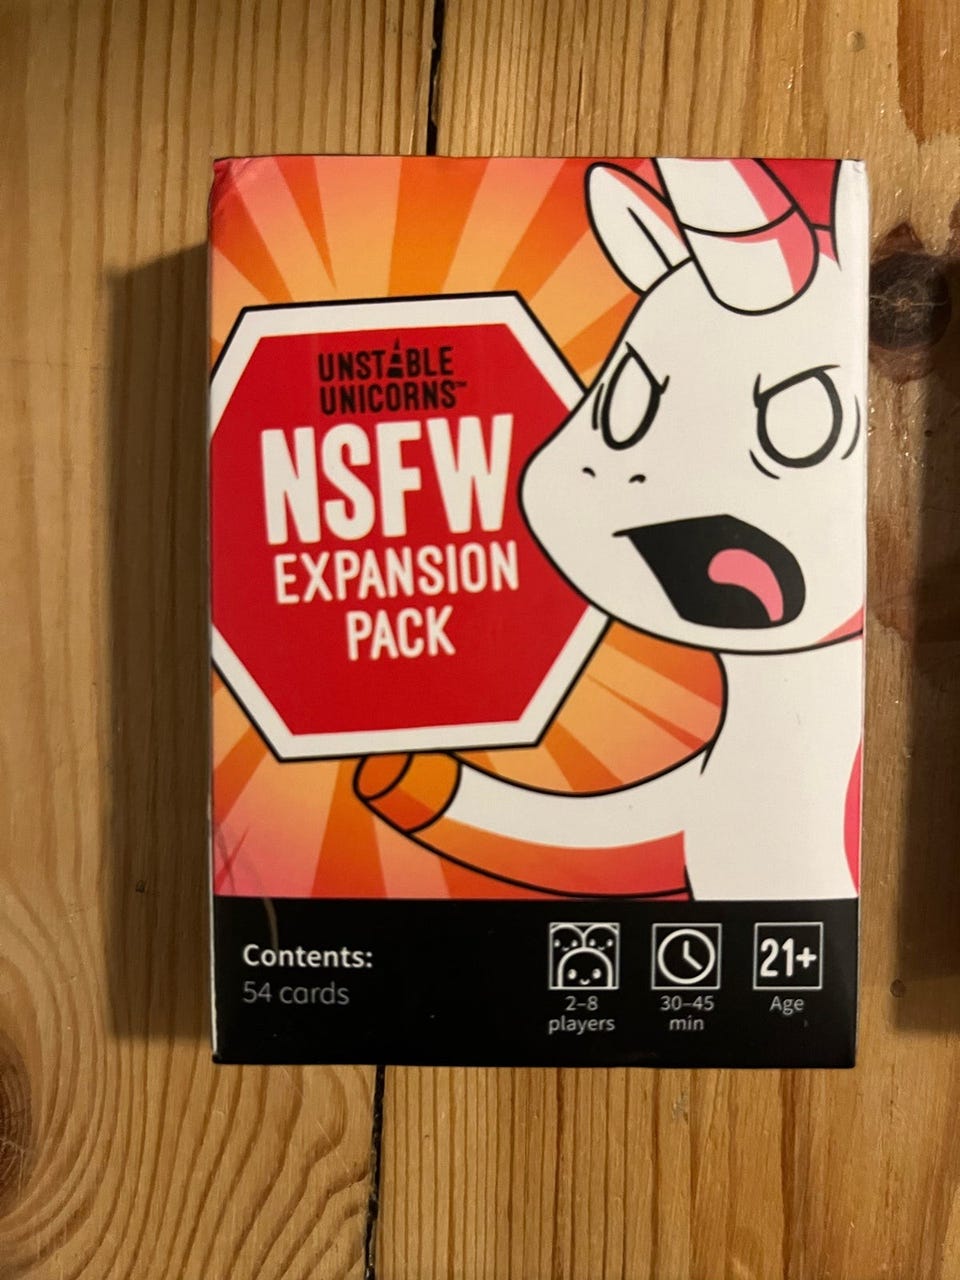 UNSTABLE
UNICORNS™
NSFW
EXPANSION
PACK
Contents:
54 cards
2–8
players
30–45
min
21+
Age